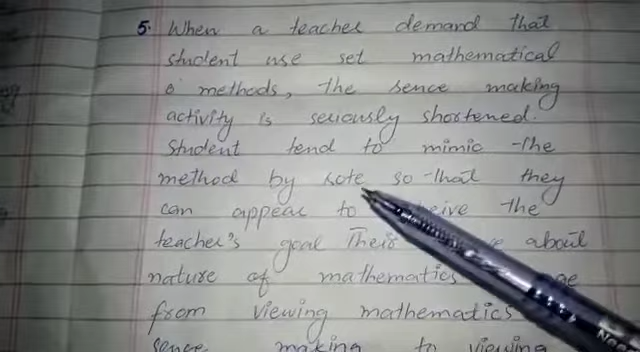 5. When a teacher demand that
student use set mathematical
methods, the sence making
activity is seriously shortened.
Student tend to mimic the
method by rote so that they
can appear to the
teacher's goal Their about
nature of mathematics
from viewing mathematics
sence making to viewing